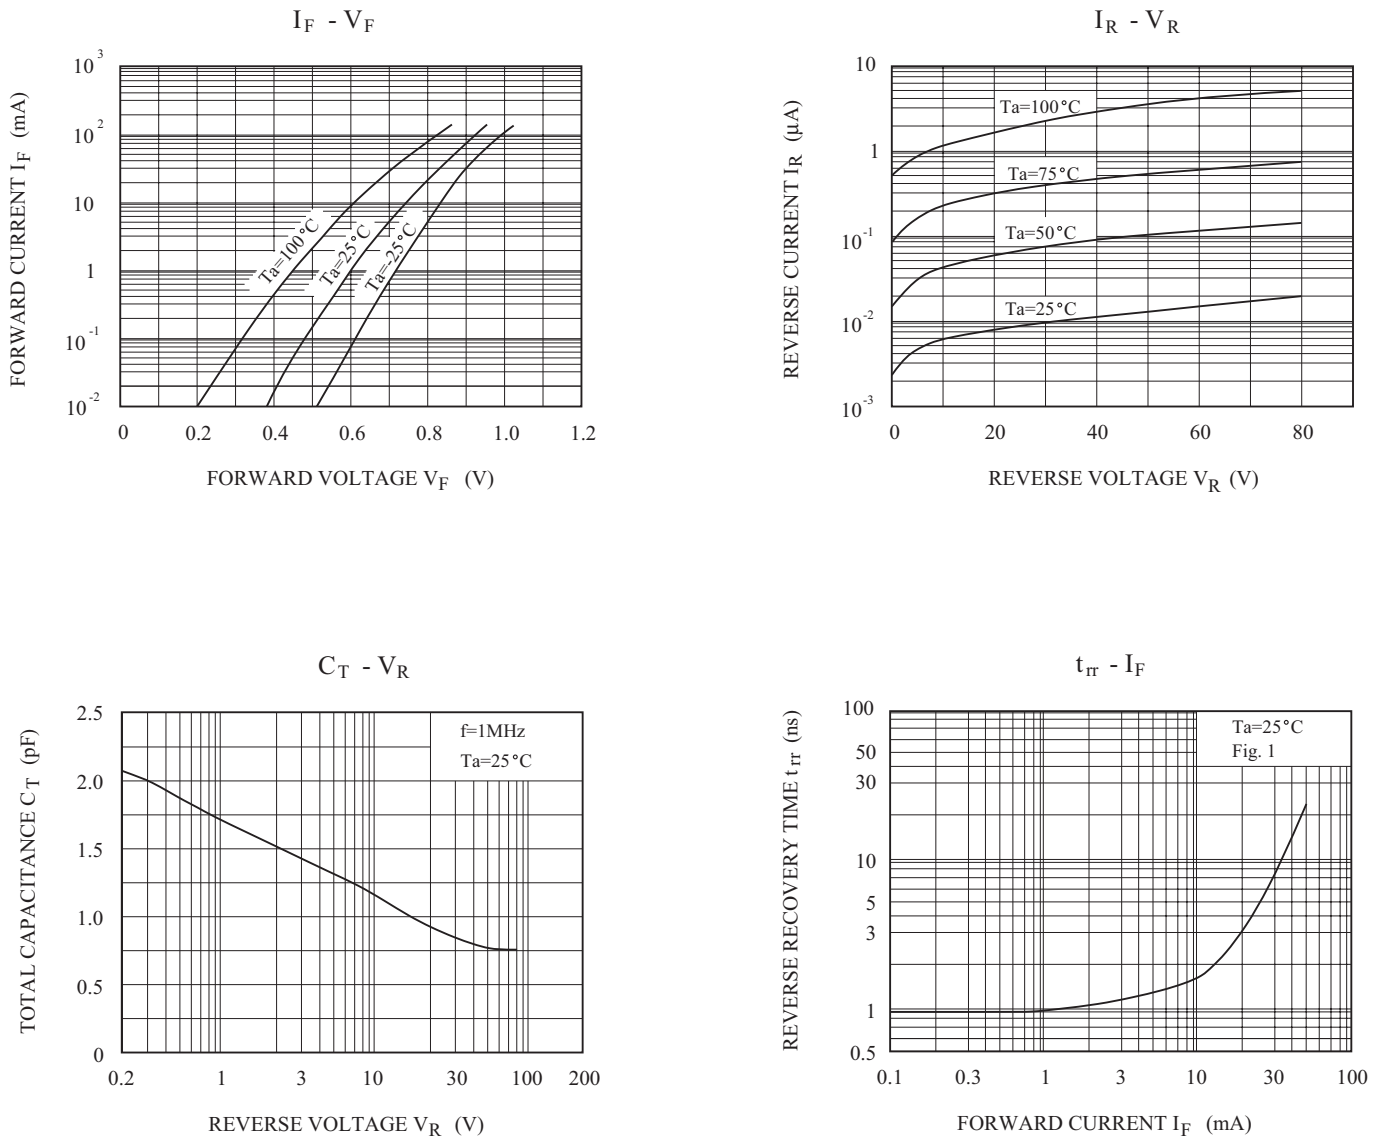 I_F - V_F
10^3
10^2
10
1
10^-1
10^-2
FORWARD CURRENT I_F (mA)
Ta=100°C
Ta=25°C
Ta=-25°C
0 0.2 0.4 0.6 0.8 1.0 1.2
FORWARD VOLTAGE V_F (V)
I_R - V_R
10
1
10^-1
10^-2
10^-3
REVERSE CURRENT I_R (µA)
Ta=100°C
Ta=75°C
Ta=50°C
Ta=25°C
0 20 40 60 80
REVERSE VOLTAGE V_R (V)
C_T - V_R
2.5
2.0
1.5
1.0
0.5
0
TOTAL CAPACITANCE C_T (pF)
f=1MHz
Ta=25°C
0.2 1 3 10 30 100 200
REVERSE VOLTAGE V_R (V)
t_rr - I_F
100
50
30
10
5
3
1
0.5
REVERSE RECOVERY TIME t_rr (ns)
Ta=25°C
Fig. 1
0.1 0.3 1 3 10 30 100
FORWARD CURRENT I_F (mA)